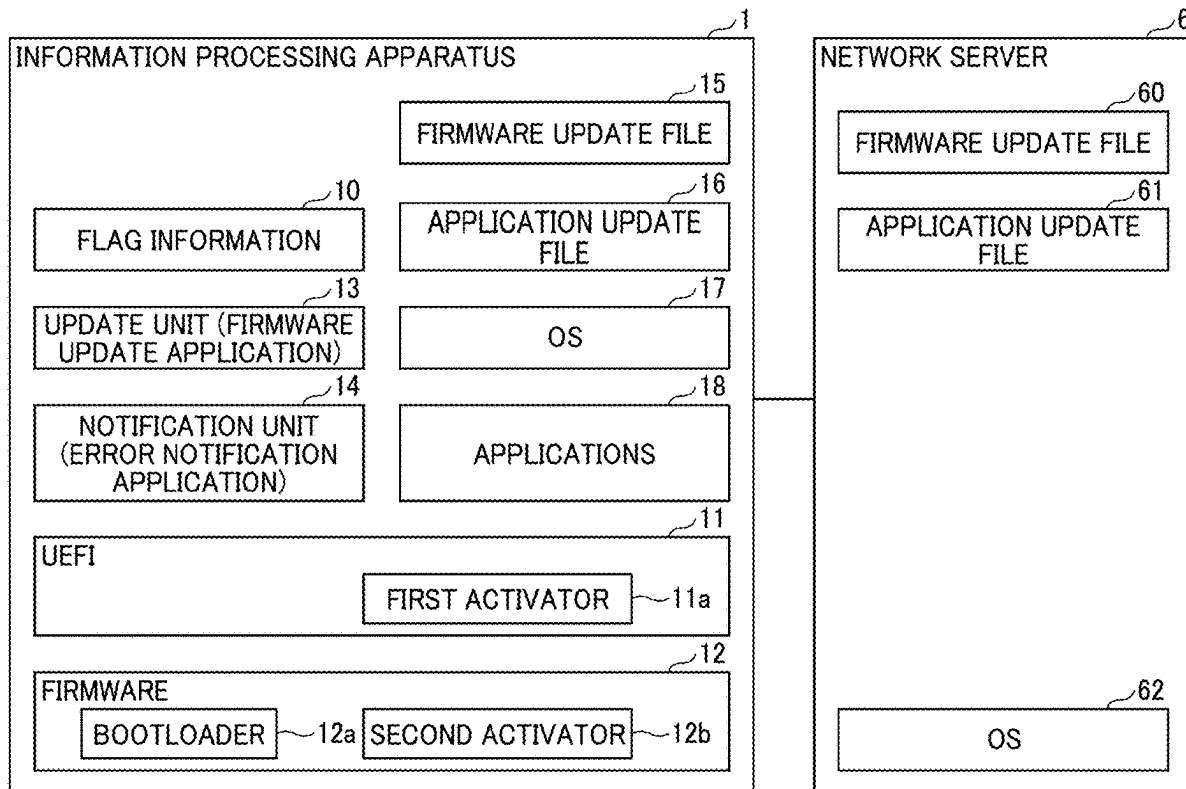 1
INFORMATION PROCESSING APPARATUS
15
FIRMWARE UPDATE FILE
10
FLAG INFORMATION
16
APPLICATION UPDATE
FILE
13
UPDATE UNIT (FIRMWARE
UPDATE APPLICATION)
17
OS
14
NOTIFICATION UNIT
(ERROR NOTIFICATION
APPLICATION)
18
APPLICATIONS
11
UEFI
FIRST ACTIVATOR
11a
12
FIRMWARE
BOOTLOADER
12a
SECOND ACTIVATOR
12b
6
NETWORK SERVER
60
FIRMWARE UPDATE FILE
61
APPLICATION UPDATE
FILE
62
OS